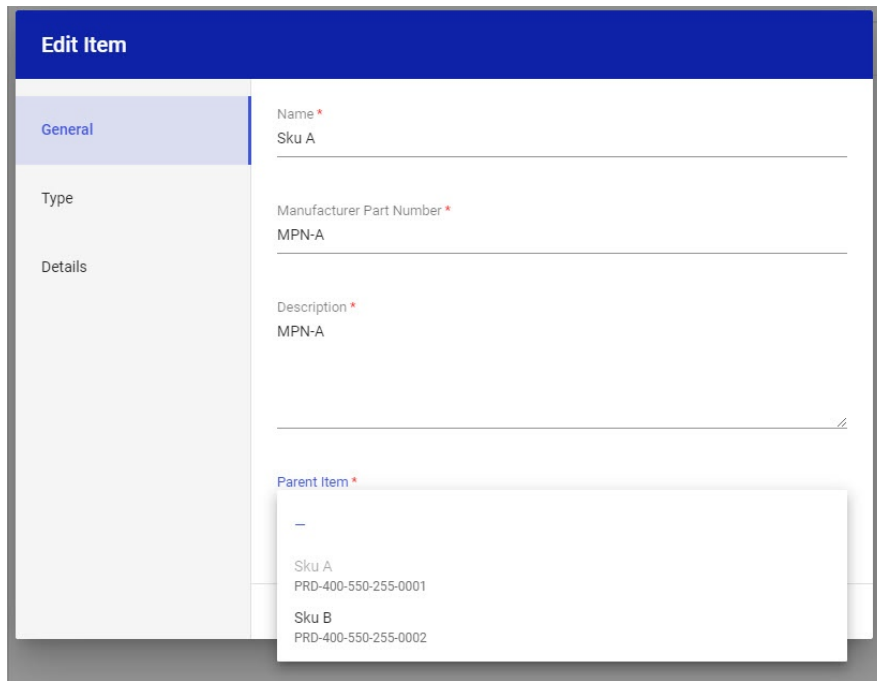 Edit Item
General
Type
Details
Name *
Sku A
Manufacturer Part Number *
MPN-A
Description *
MPN-A
Parent Item *
–
Sku A
PRD-400-550-255-0001
Sku B
PRD-400-550-255-0002